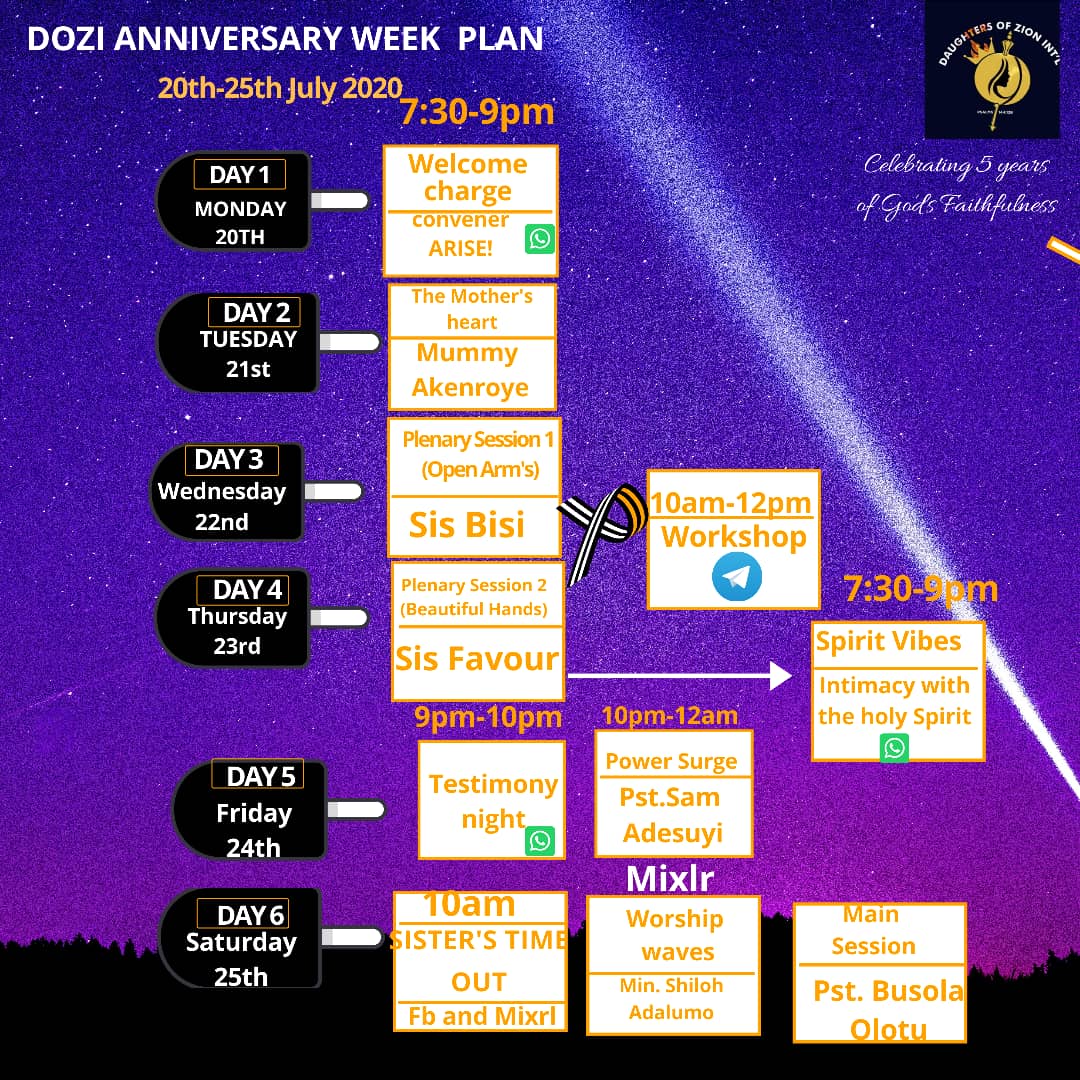 DOZI ANNIVERSARY WEEK PLAN
20th-25th July 2020
7:30-9pm
DAUGHTERS OF ZION INT'L
Celebrating 5 years
of God's Faithfulness
DAY 1
MONDAY
20TH
Welcome
charge
convener
ARISE!
DAY 2
TUESDAY
21st
The Mother's
heart
Mummy
Akenroye
DAY 3
Wednesday
22nd
Plenary Session 1
(Open Arm's)
Sis Bisi
10am-12pm
Workshop
DAY 4
Thursday
23rd
Plenary Session 2
(Beautiful Hands)
Sis Favour
7:30-9pm
Spirit Vibes
Intimacy with
the holy Spirit
DAY 5
Friday
24th
9pm-10pm
Testimony
night
10pm-12am
Power Surge
Pst.Sam
Adesuyi
Mixlr
DAY 6
Saturday
25th
10am
SISTER'S TIME
OUT
Fb and Mixrl
Worship
waves
Min. Shiloh
Adalumo
Main
Session
Pst. Busola
Olotu